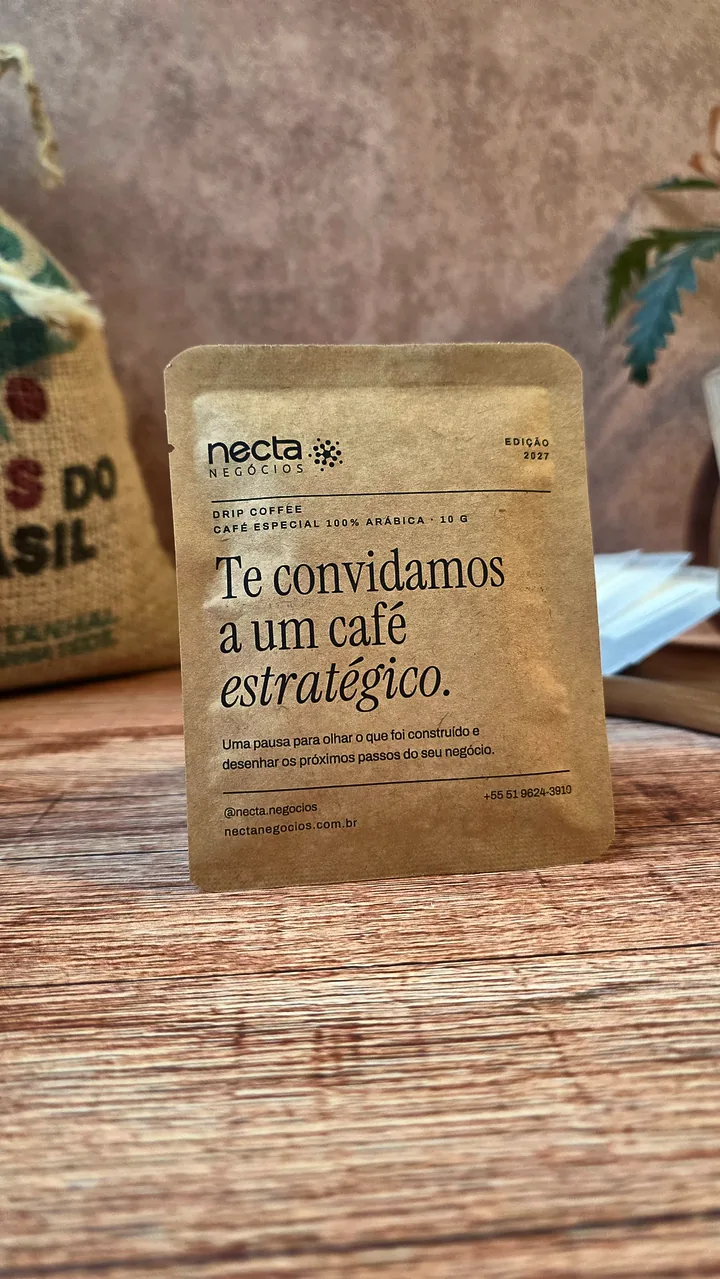 necta
NEGÓCIOS
EDIÇÃO
2027
DRIP COFFEE
CAFÉ ESPECIAL 100% ARÁBICA · 10 G
Te convidamos
a um café
estratégico.
Uma pausa para olhar o que foi construído e
desenhar os próximos passos do seu negócio.
@necta.negocios
nectanegocios.com.br
+55 51 9624-3910
DO